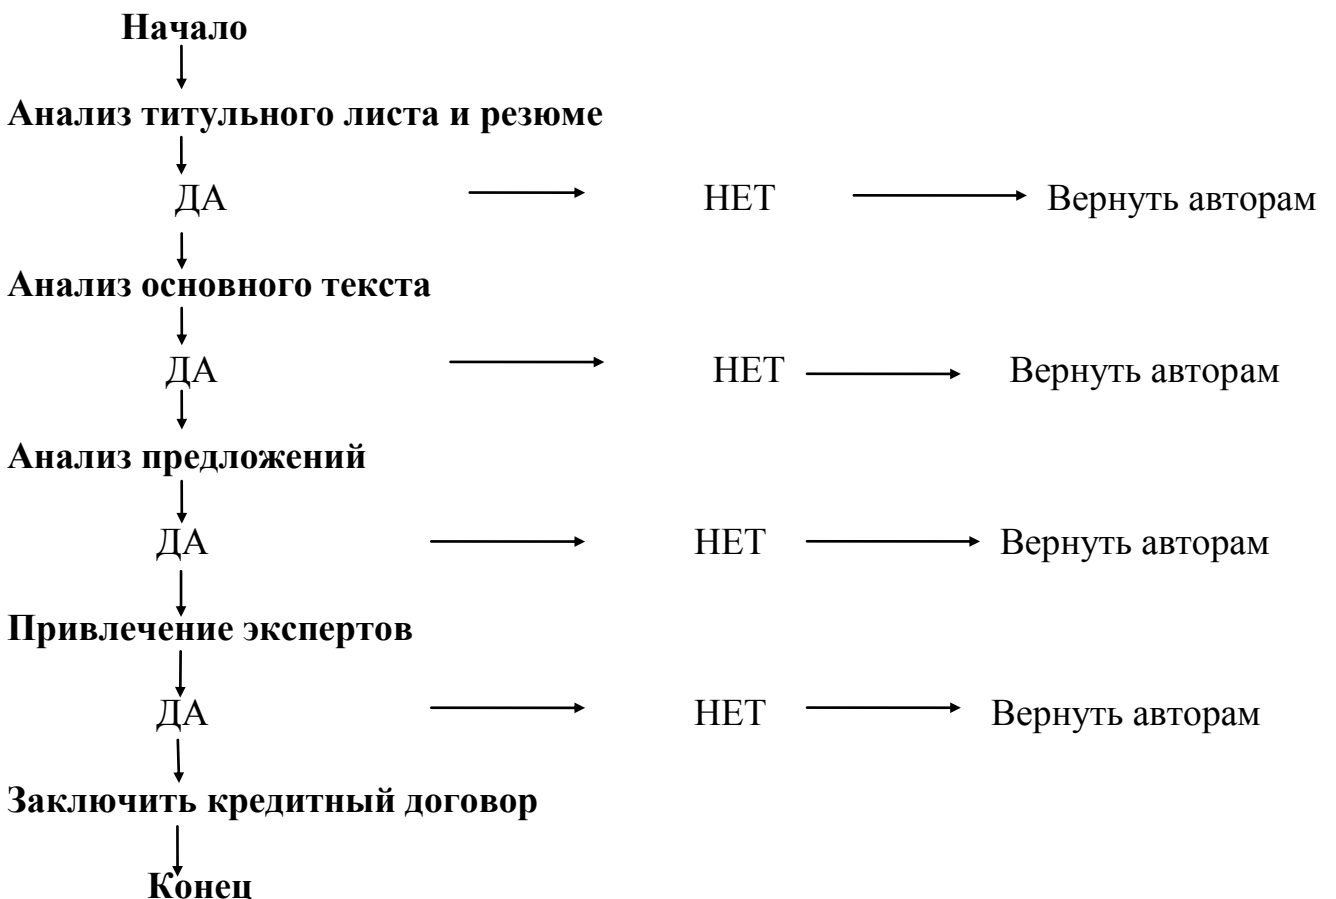 Начало
Анализ титульного листа и резюме
ДА НЕТ Вернуть авторам
Анализ основного текста
ДА НЕТ Вернуть авторам
Анализ предложений
ДА НЕТ Вернуть авторам
Привлечение экспертов
ДА НЕТ Вернуть авторам
Заключить кредитный договор
Конец